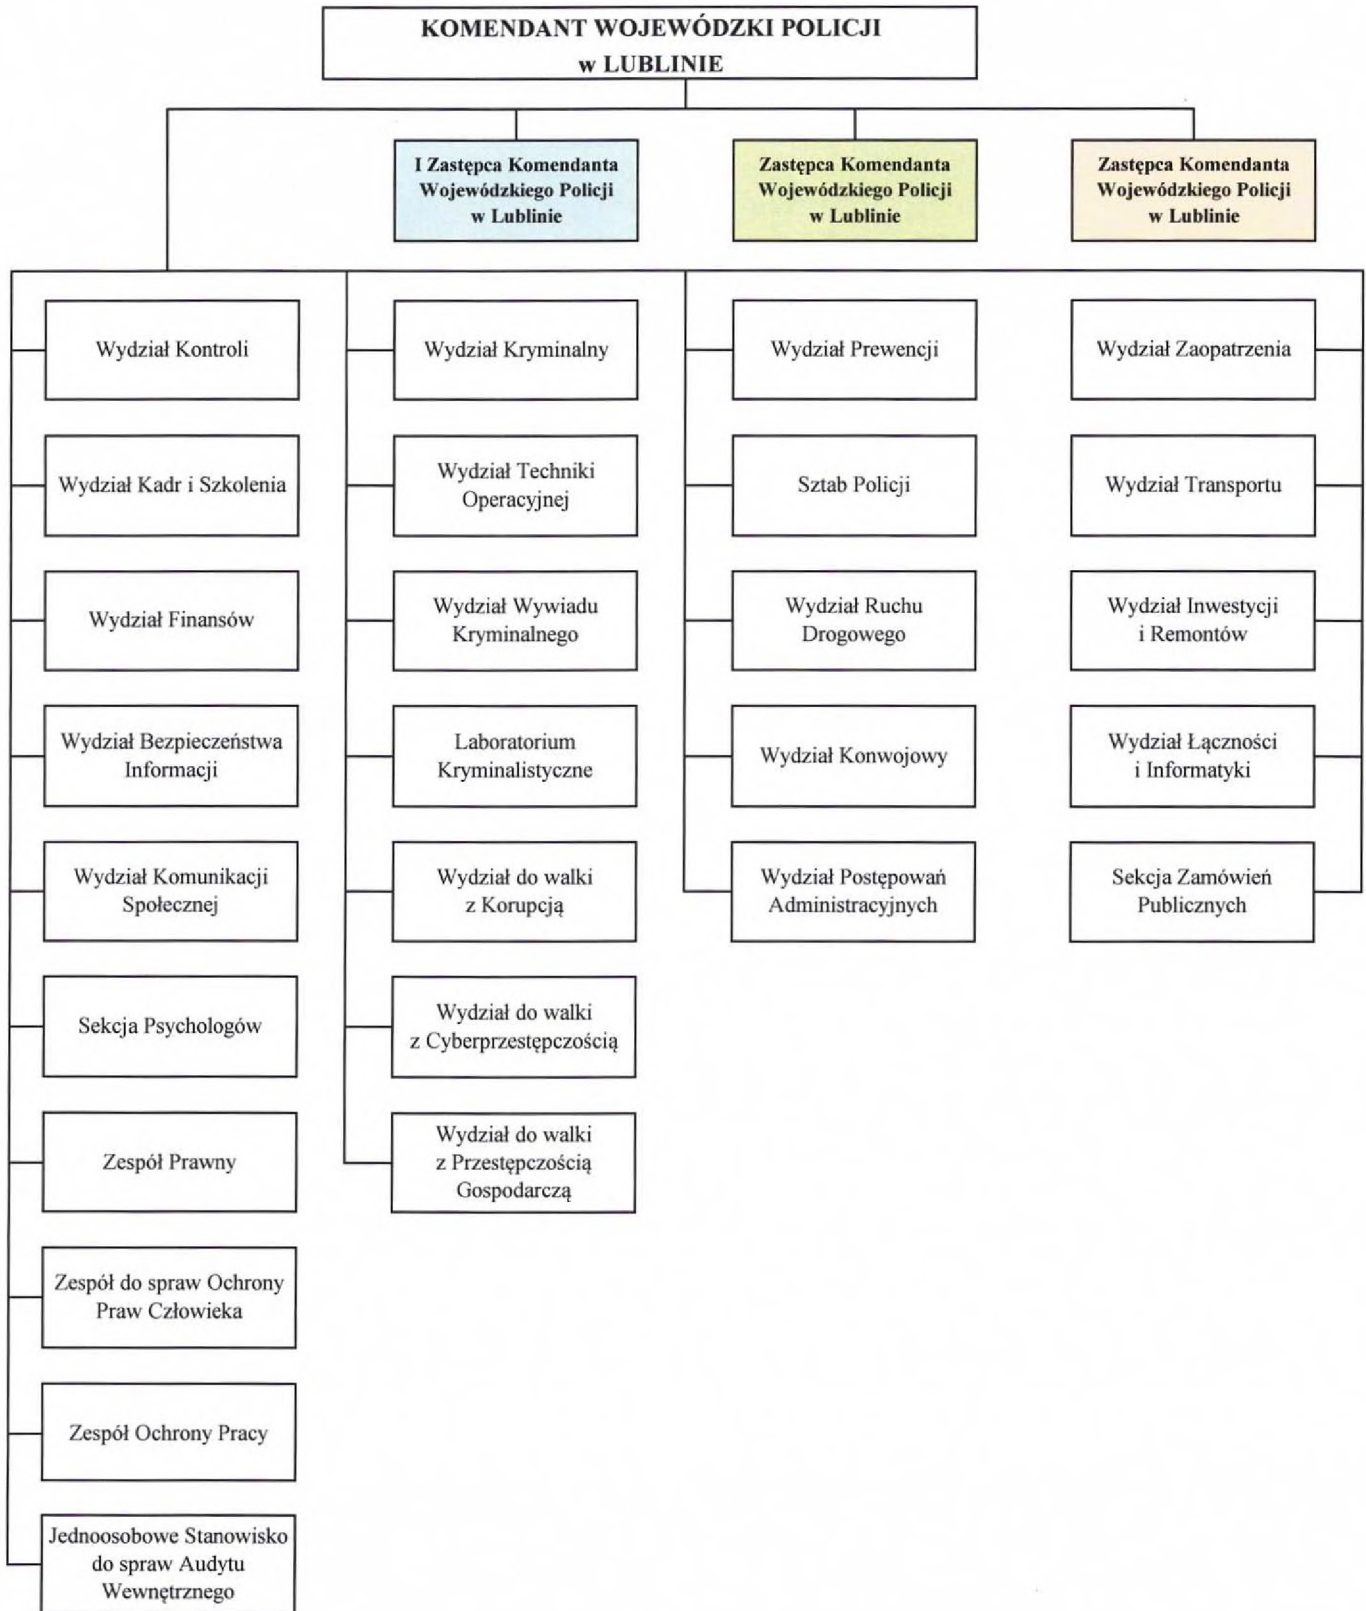 KOMENDANT WOJEWÓDZKI POLICJI
w LUBLINIE
I Zastępca Komendanta
Wojewódzkiego Policji
w Lublinie
Zastępca Komendanta
Wojewódzkiego Policji
w Lublinie
Zastępca Komendanta
Wojewódzkiego Policji
w Lublinie
Wydział Kontroli
Wydział Kadr i Szkolenia
Wydział Finansów
Wydział Bezpieczeństwa
Informacji
Wydział Komunikacji
Społecznej
Sekcja Psychologów
Zespół Prawny
Zespół do spraw Ochrony
Praw Człowieka
Zespół Ochrony Pracy
Jednoosobowe Stanowisko
do spraw Audytu
Wewnętrznego
Wydział Kryminalny
Wydział Techniki
Operacyjnej
Wydział Wywiadu
Kryminalnego
Laboratorium
Kryminalistyczne
Wydział do walki
z Korupcją
Wydział do walki
z Cyberprzestępczością
Wydział do walki
z Przestępczością
Gospodarczą
Wydział Prewencji
Sztab Policji
Wydział Ruchu
Drogowego
Wydział Konwojowy
Wydział Postępowań
Administracyjnych
Wydział Zaopatrzenia
Wydział Transportu
Wydział Inwestycji
i Remontów
Wydział Łączności
i Informatyki
Sekcja Zamówień
Publicznych